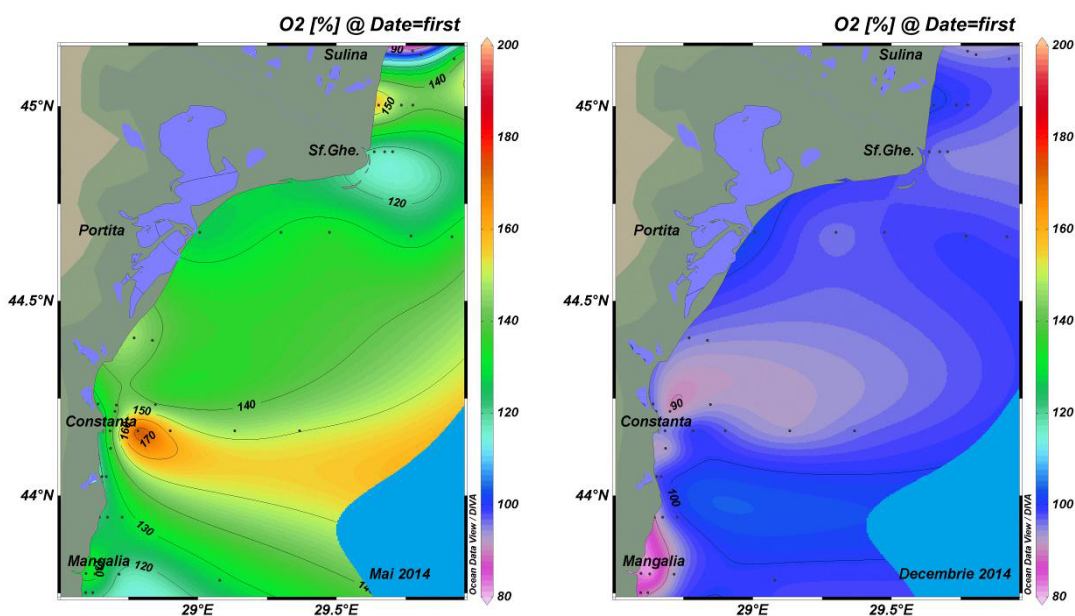 O2 [%] @ Date=first
Sulina
90
140
45°N
150
Sf.Ghe.
120
Portita
44.5°N
140
150
Constanta
160
170
44°N
130
120
Mangalia
Mai 2014
29°E
29.5°E
200
180
160
140
120
100
80
Ocean Data View / DIVA
O2 [%] @ Date=first
Sulina
45°N
Sf.Ghe.
Portita
44.5°N
90
Constanta
44°N
100
Mangalia
Decembrie 2014
29°E
29.5°E
200
180
160
140
120
100
80
Ocean Data View / DIVA